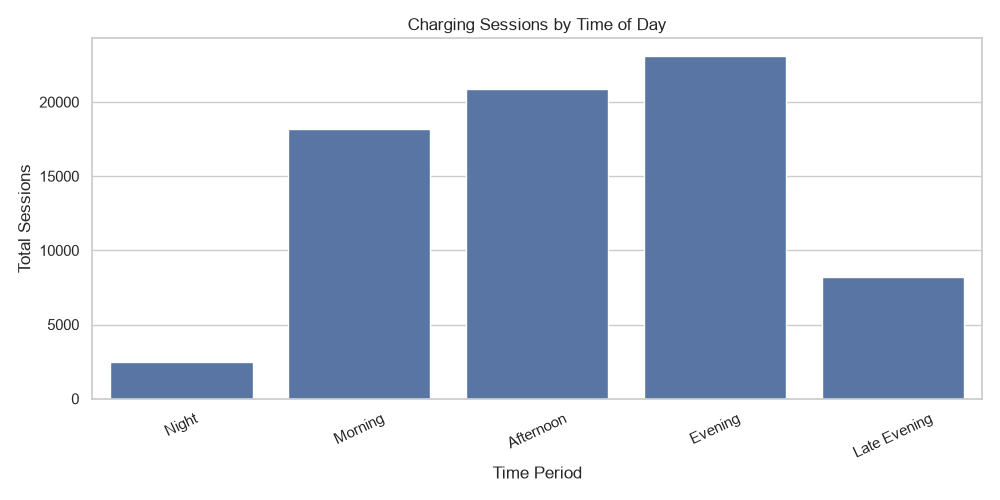 Charging Sessions by Time of Day
Total Sessions
20000
15000
10000
5000
0
Night
Morning
Afternoon
Evening
Late Evening
Time Period